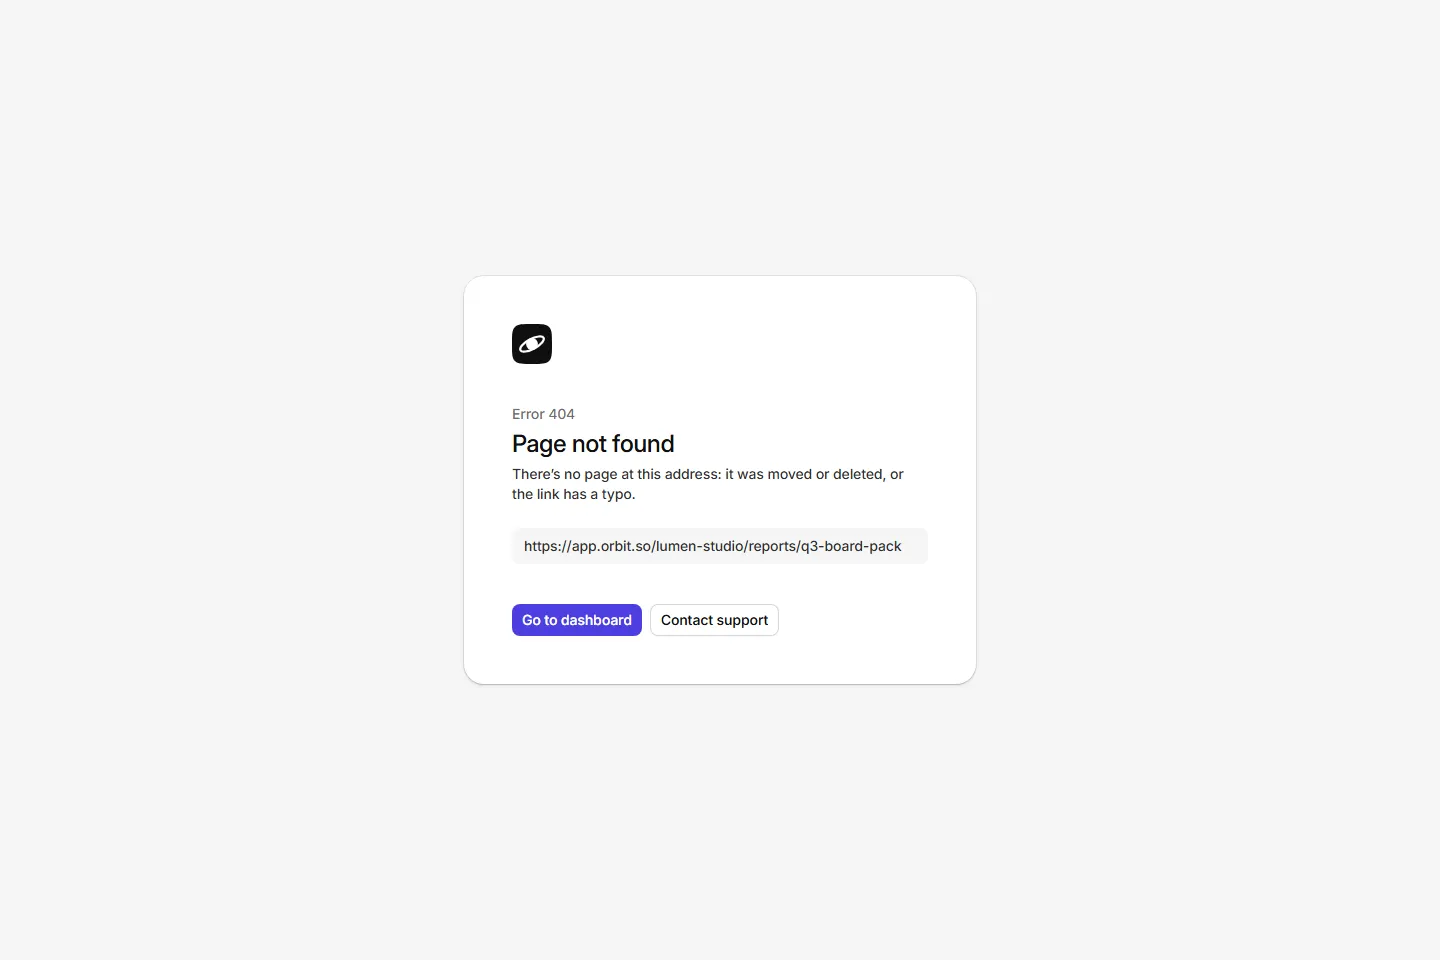 Error 404
Page not found
There’s no page at this address: it was moved or deleted, or
the link has a typo.
https://app.orbit.so/lumen-studio/reports/q3-board-pack
Go to dashboard
Contact support